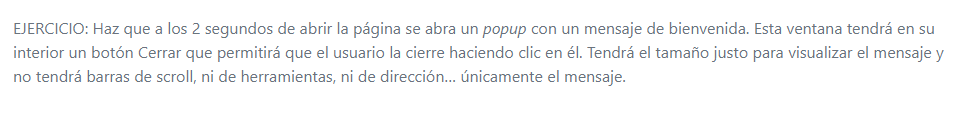 EJERCICIO: Haz que a los 2 segundos de abrir la página se abra un popup con un mensaje de bienvenida. Esta ventana tendrá en su
interior un botón Cerrar que permitirá que el usuario la cierre haciendo clic en él. Tendrá el tamaño justo para visualizar el mensaje y
no tendrá barras de scroll, ni de herramientas, ni de dirección... únicamente el mensaje.